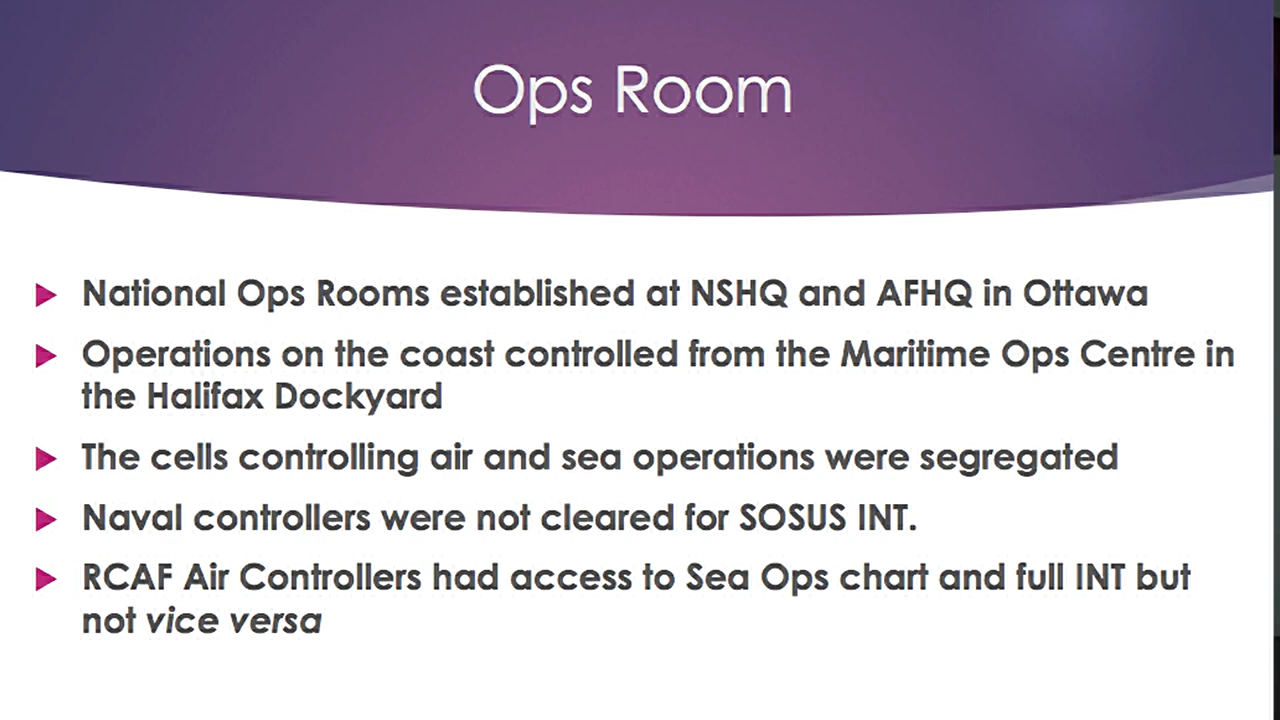 Ops Room
National Ops Rooms established at NSHQ and AFHQ in Ottawa
Operations on the coast controlled from the Maritime Ops Centre in
the Halifax Dockyard
The cells controlling air and sea operations were segregated
Naval controllers were not cleared for SOSUS INT.
RCAF Air Controllers had access to Sea Ops chart and full INT but
not vice versa